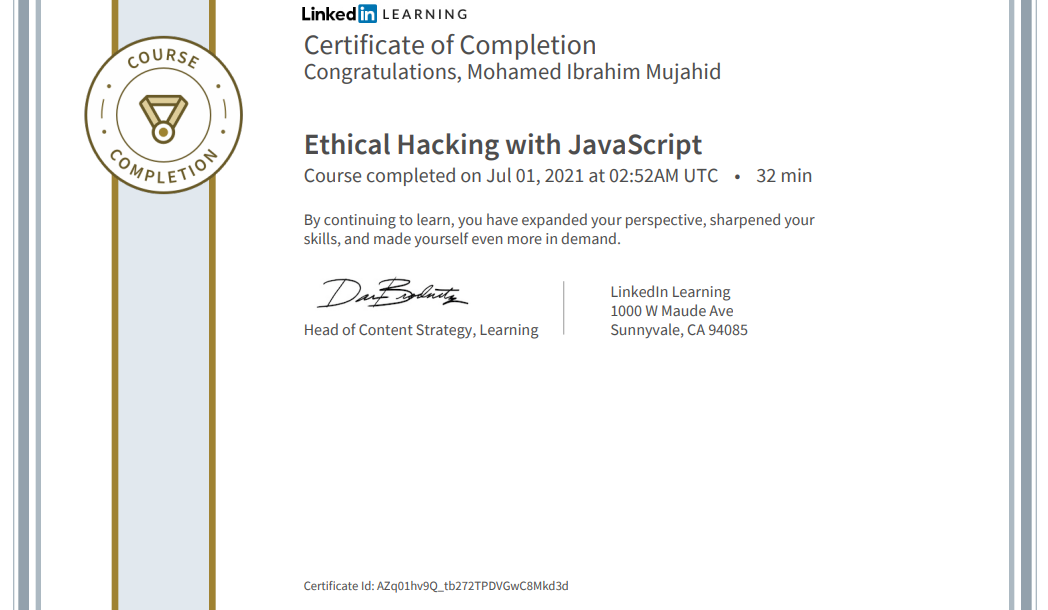 LinkedIn LEARNING
Certificate of Completion
Congratulations, Mohamed Ibrahim Mujahid
COURSE
COMPLETION
Ethical Hacking with JavaScript
Course completed on Jul 01, 2021 at 02:52AM UTC • 32 min
By continuing to learn, you have expanded your perspective, sharpened your
skills, and made yourself even more in demand.
Head of Content Strategy, Learning
LinkedIn Learning
1000 W Maude Ave
Sunnyvale, CA 94085
Certificate Id: AZq01hv9Q_tb272TPDVGwC8Mkd3d